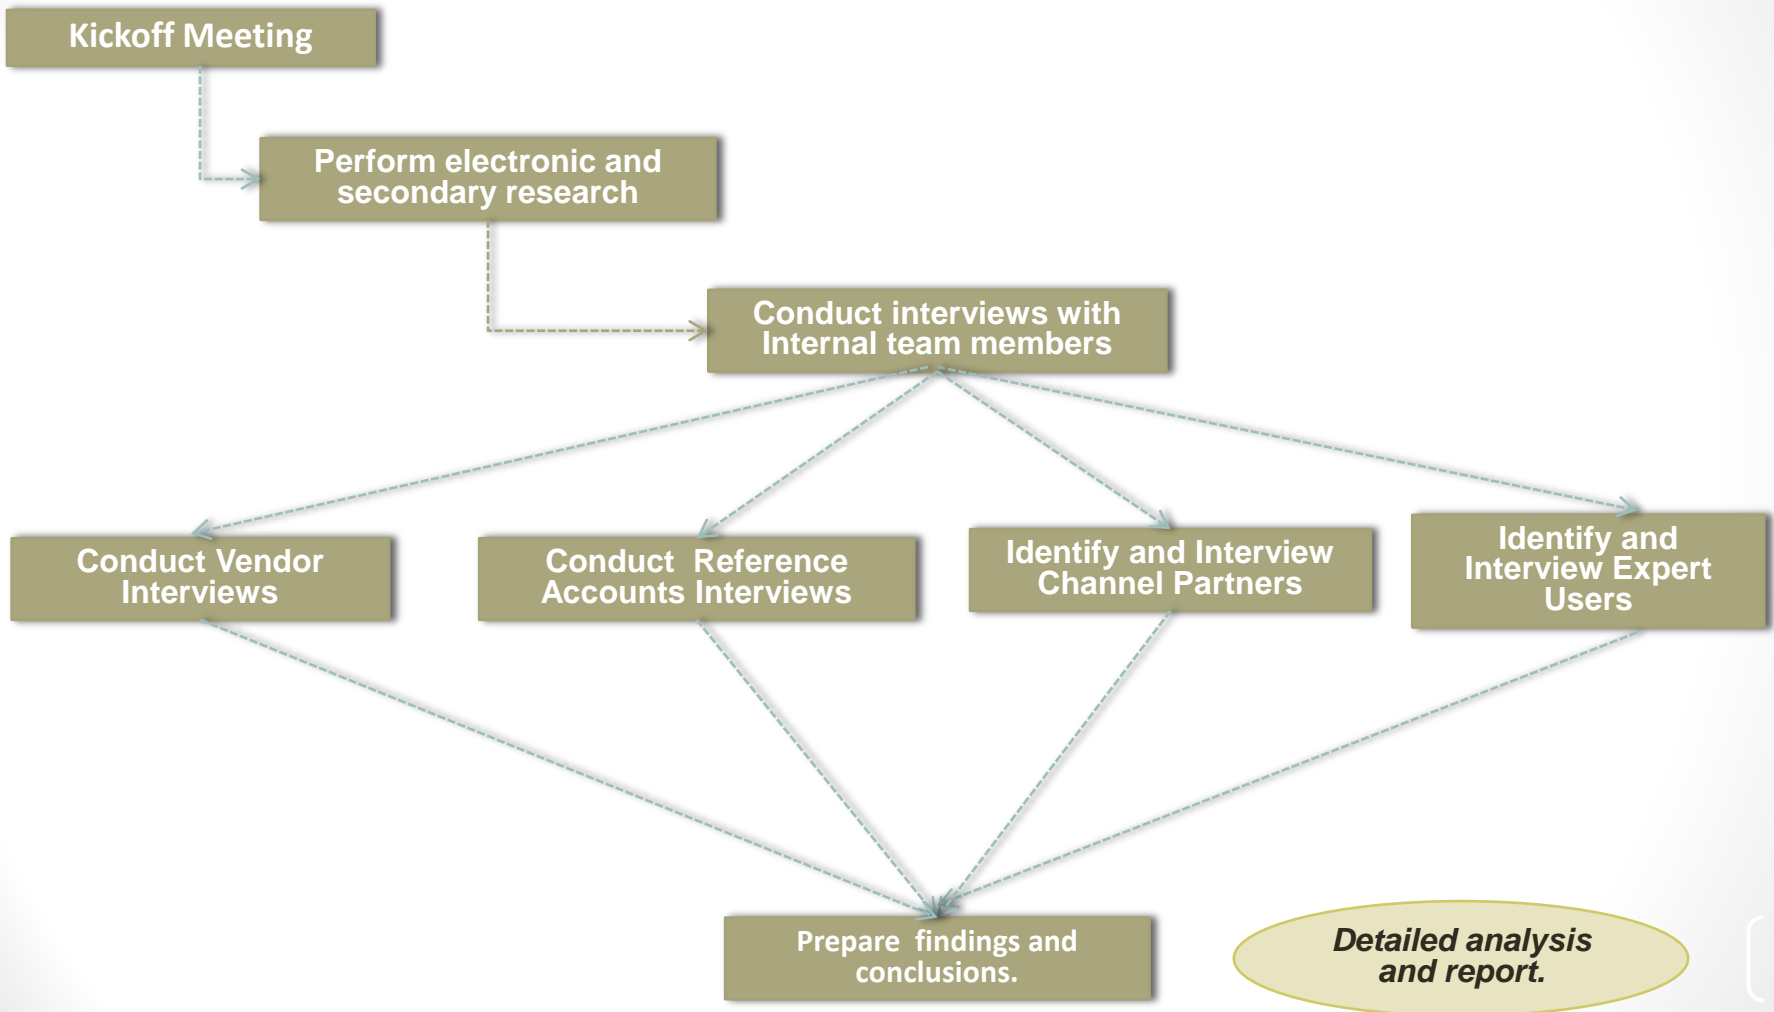 Kickoff Meeting
Perform electronic and
secondary research
Conduct interviews with
Internal team members
Conduct Vendor
Interviews
Conduct  Reference
Accounts Interviews
Identify and Interview
Channel Partners
Identify and
Interview Expert
Users
Prepare  findings and
conclusions.
Detailed analysis
and report.